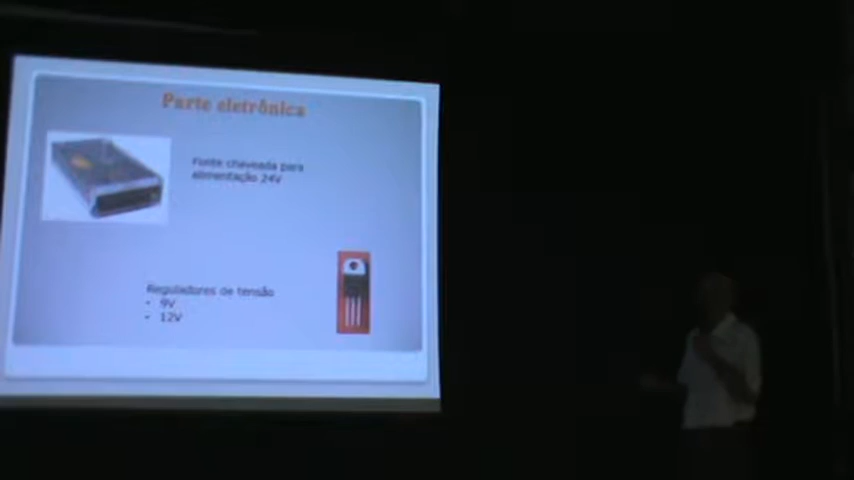 Parte eletrônica
Fonte chaveada para
alimentação 24V
Reguladores de tensão
• 9V
• 12V